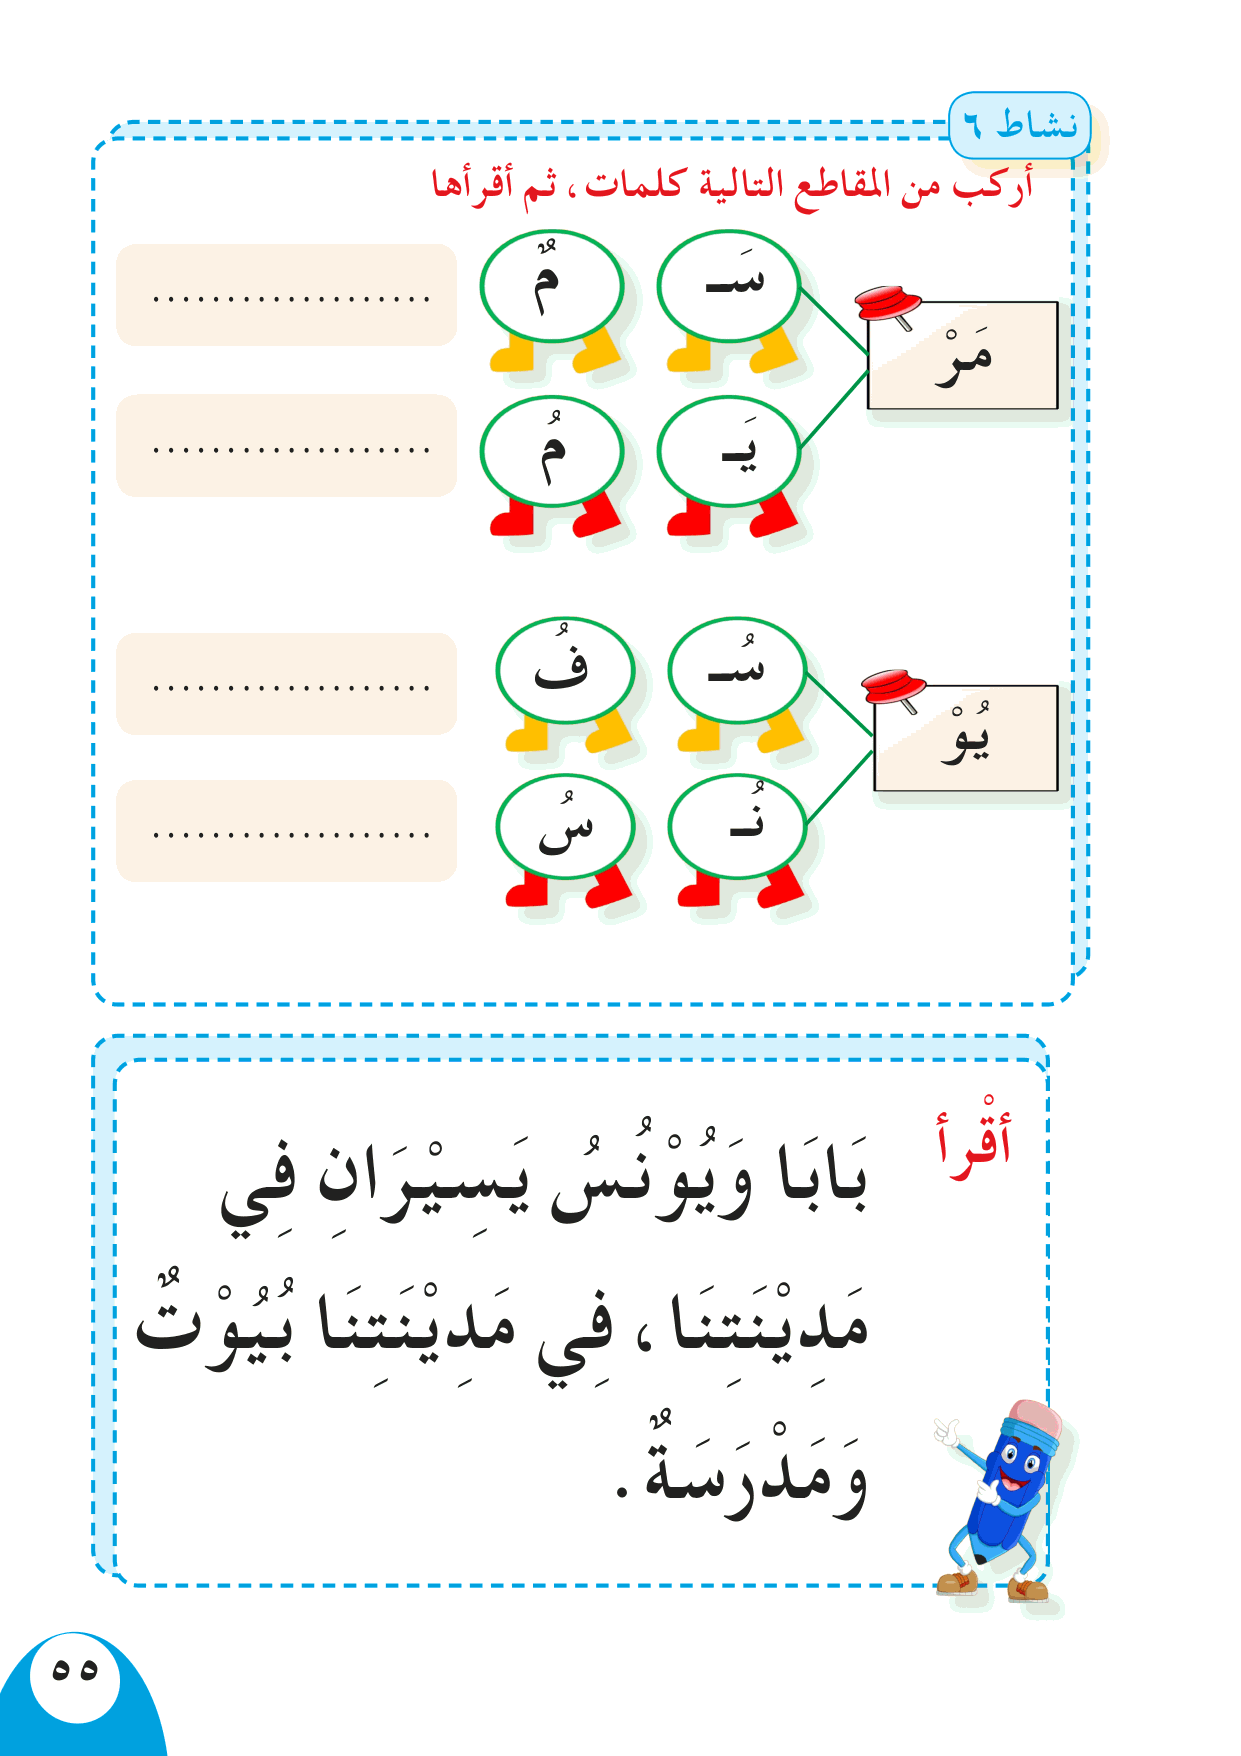 نشاط ٦
أركب من المقاطع التالية كلمات ، ثم أقرأها
مَرْ سَـ مٌ ...................
يَـ مُ ...................
يُوْ سُـ فُ ...................
نُـ سُ ...................
أقْرأ
بَابَا وَيُوْنُسُ يَسِيْرَانِ فِي
مَدِيْنَتِنَا ، فِي مَدِيْنَتِنَا بُيُوْتٌ
وَمَدْرَسَةٌ .
٥٥